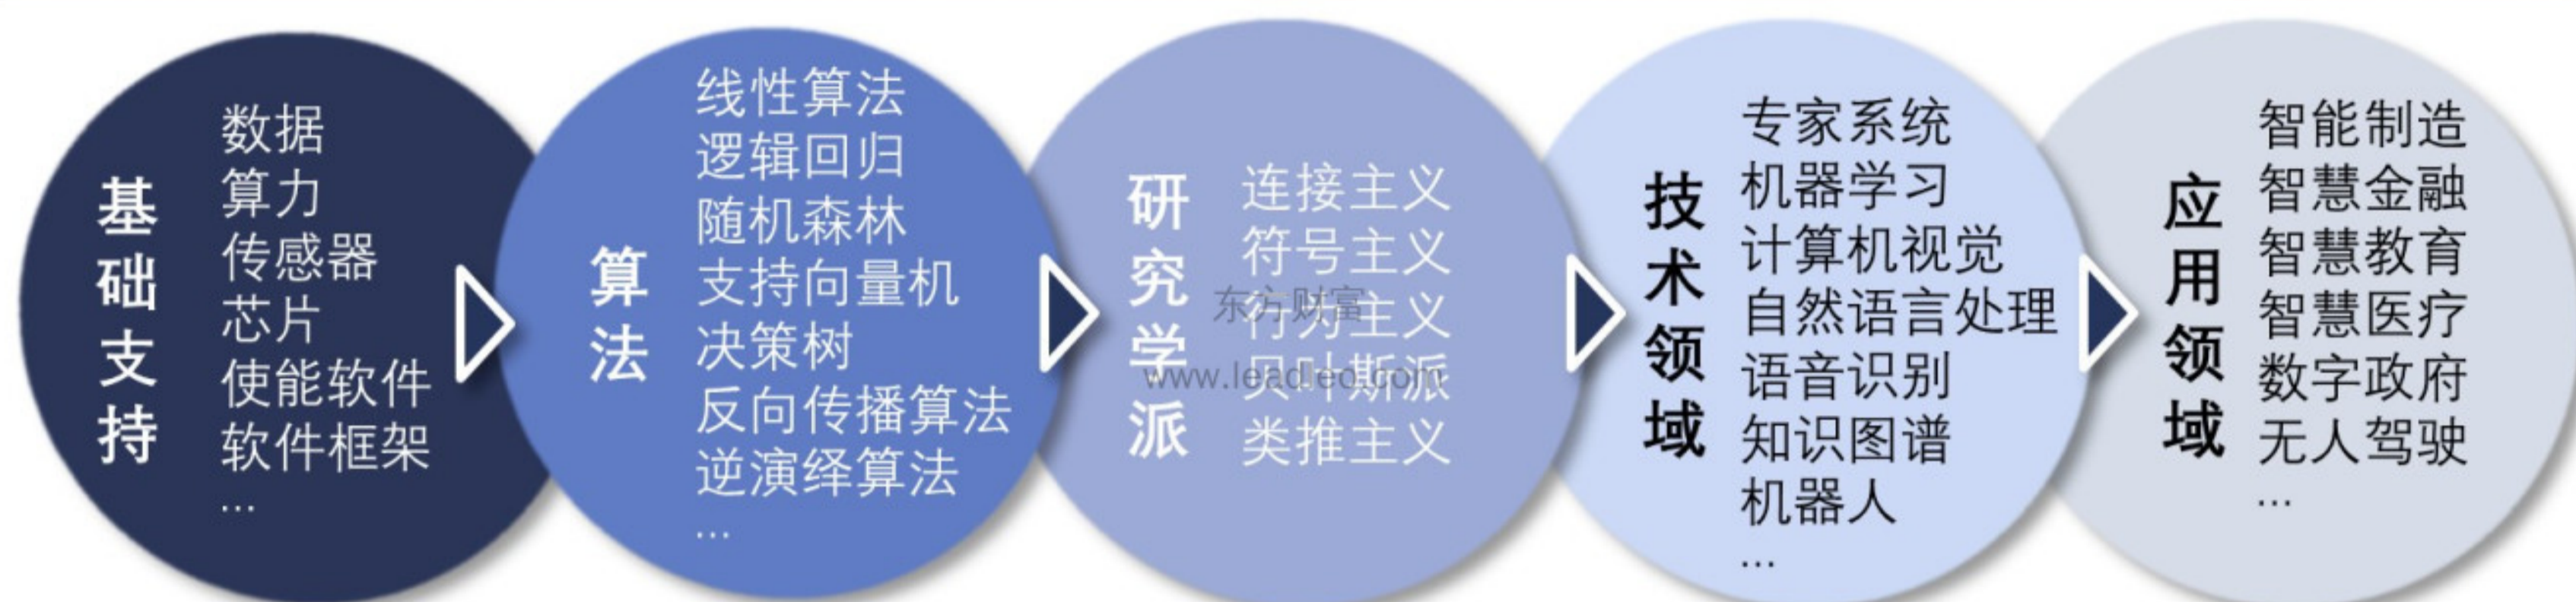 基础支持
数据
算力
传感器
芯片
使能软件
软件框架
...
算法
线性算法
逻辑回归
随机森林
支持向量机
决策树
反向传播算法
逆演绎算法
...
研究学派
连接主义
符号主义
行为主义
贝叶斯派
类推主义
东方财富
www.leadleo.com
技术领域
专家系统
机器学习
计算机视觉
自然语言处理
语音识别
知识图谱
机器人
...
应用领域
智能制造
智慧金融
智慧教育
智慧医疗
数字政府
无人驾驶
...